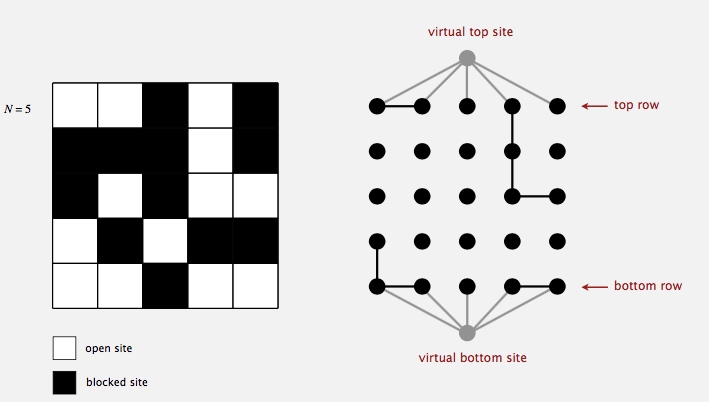 virtual top site
N = 5
top row
bottom row
open site
virtual bottom site
blocked site